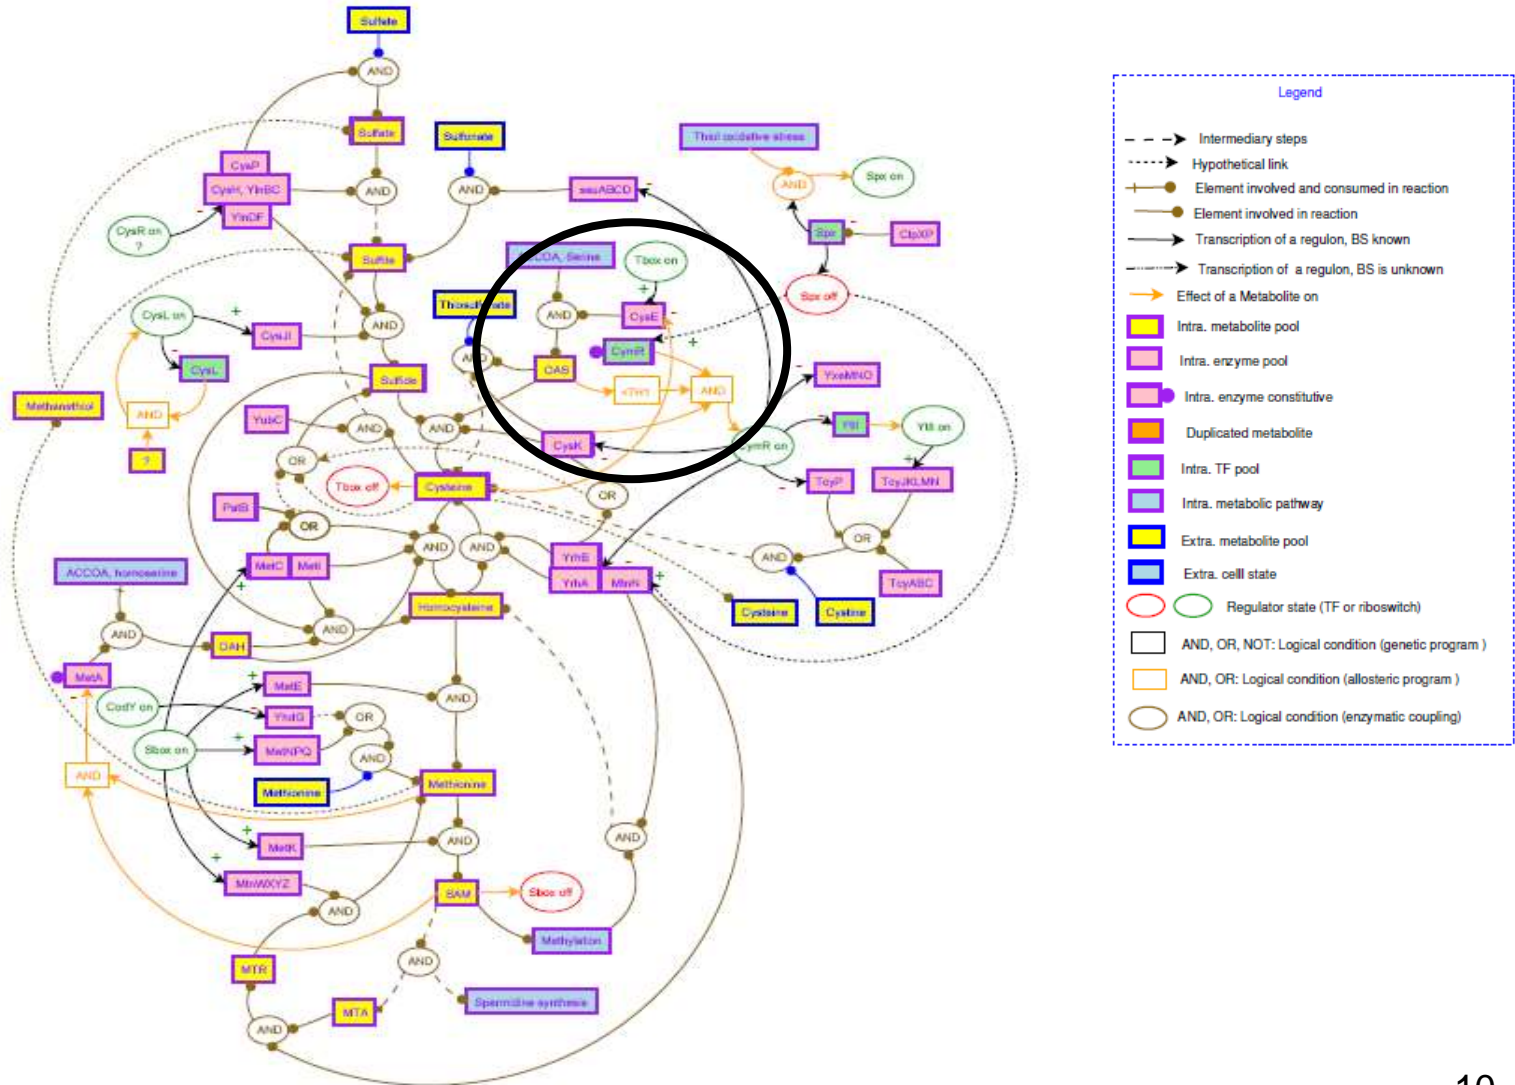 Sulfate
AND
Sulfate
Sulfonate
Thiol oxidative stress
CysP
CysH, YlnBC
YlnDF
AND
AND
ssuABCD
-
AND
Spx on
-
CysR on
?
Spx
-
ClpXP
Sulfite
ACCOA, Serine
Tbox on
+
Thiosulfate
Spx off
CysL on
+
CysJI
AND
AND
CysE
-
-
CysL
AND
CymR
+
Sulfide
OAS
AND
-
YxeMNO
Methanethiol
AND
YubC
AND
AND
CysK
-
CymR on
-
YtlI
YtlI on
?
OR
+
Tbox off
Cysteine
OR
TcyP
-
TcyJKLMN
PatB
OR
AND
AND
OR
ACCOA, homoserine
MetC
MetI
+
YrhB
YrhA
MtnN
-
+
AND
TcyABC
Homocysteine
Cysteine
Cystine
AND
AND
OAH
MetA
-
MetE
+
AND
CodY on
-
YhdG
OR
Sbox on
+
MetNPQ
AND
AND
Methionine
Methionine
+
MetK
AND
AND
+
MtnWXYZ
SAM
Sbox off
AND
Methylation
MTR
AND
Spermidine synthesis
MTA
AND
Legend
Intermediary steps
Hypothetical link
Element involved and consumed in reaction
Element involved in reaction
Transcription of a regulon, BS known
Transcription of a regulon, BS is unknown
Effect of a Metabolite on
Intra. metabolite pool
Intra. enzyme pool
Intra. enzyme constitutive
Duplicated metabolite
Intra. TF pool
Intra. metabolic pathway
Extra. metabolite pool
Extra. celll state
Regulator state (TF or riboswitch)
AND, OR, NOT: Logical condition (genetic program )
AND, OR: Logical condition (allosteric program )
AND, OR: Logical condition (enzymatic coupling)